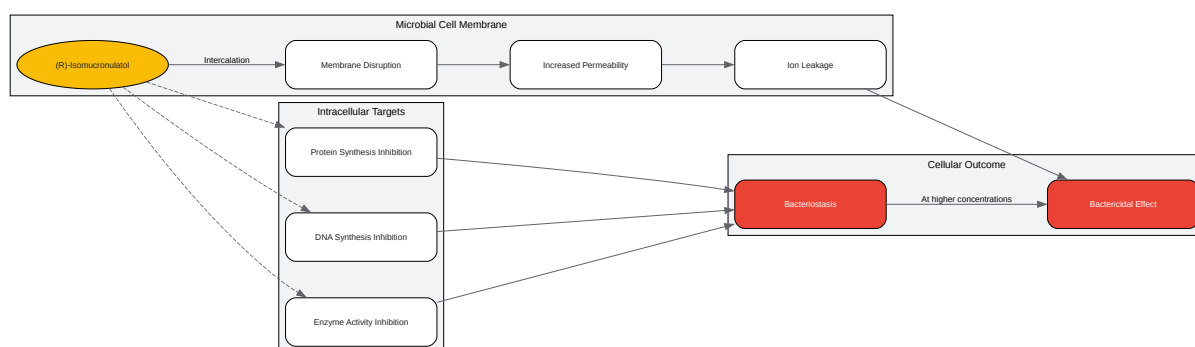 Microbial Cell Membrane
(R)-Isomucronulatol
Intercalation
Membrane Disruption
Increased Permeability
Ion Leakage
Intracellular Targets
Protein Synthesis Inhibition
DNA Synthesis Inhibition
Enzyme Activity Inhibition
Cellular Outcome
Bacteriostasis
At higher concentrations
Bactericidal Effect